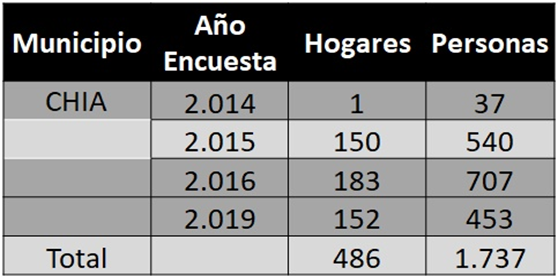 Municipio Año Encuesta Hogares Personas
CHIA 2.014 1 37
2.015 150 540
2.016 183 707
2.019 152 453
Total 486 1.737